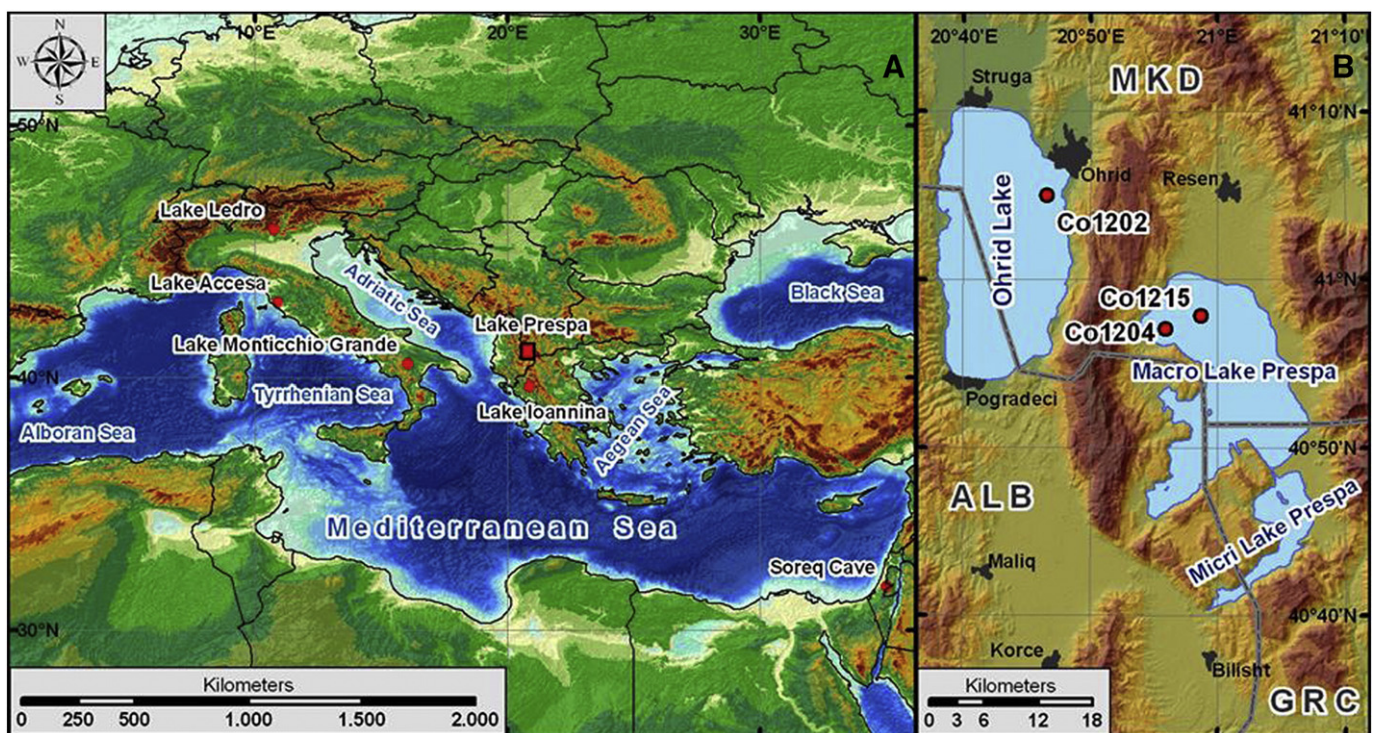 N
W E
S
10°E
20°E
30°E
A
50°N
Lake Ledro
Lake Accesa
Adriatic Sea
Black Sea
Lake Prespa
Lake Monticchio Grande
40°N
Tyrrhenian Sea
Lake Ioannina
Aegean Sea
Alboran Sea
Mediterranean Sea
Soreq Cave
30°N
Kilometers
0 250 500 1.000 1.500 2.000
20°40'E
20°50'E
21°E
21°10'E
B
Struga
MKD
41°10'N
Ohrid
Resen
Ohrid Lake
Co1202
41°N
Co1215
Co1204
Macro Lake Prespa
Pogradeci
40°50'N
ALB
Micri Lake Prespa
Maliq
40°40'N
Korce
Bilisht
GRC
Kilometers
0 3 6 12 18